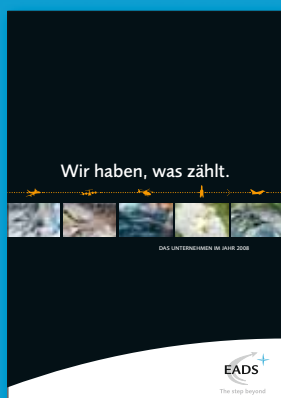 Wir haben, was zählt.
DAS UNTERNEHMEN IM JAHR 2008
EADS
The step beyond